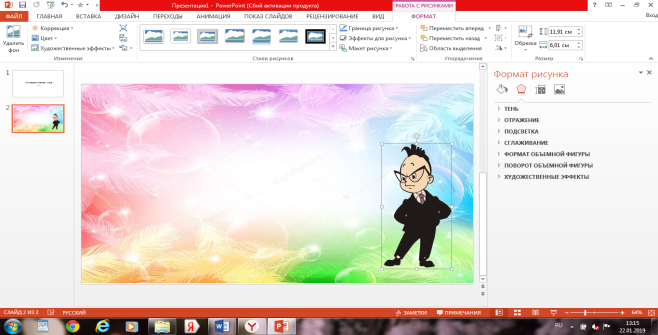 Презентация1 - PowerPoint (Сбой активации продукта)
РАБОТА С РИСУНКАМИ
ФАЙЛ ГЛАВНАЯ ВСТАВКА ДИЗАЙН ПЕРЕХОДЫ АНИМАЦИЯ ПОКАЗ СЛАЙДОВ РЕЦЕНЗИРОВАНИЕ ВИД ФОРМАТ Вход
Удалить фон
Коррекция
Цвет
Художественные эффекты
Изменение
Стили рисунков
Граница рисунка
Эффекты для рисунка
Макет рисунка
Переместить вперед
Переместить назад
Область выделения
Упорядочение
Обрезка
11,91 см
6,01 см
Размер
1
2
Формат рисунка
ТЕНЬ
ОТРАЖЕНИЕ
ПОДСВЕТКА
СГЛАЖИВАНИЕ
ФОРМАТ ОБЪЕМНОЙ ФИГУРЫ
ПОВОРОТ ОБЪЕМНОЙ ФИГУРЫ
ХУДОЖЕСТВЕННЫЕ ЭФФЕКТЫ
СЛАЙД 2 ИЗ 2 РУССКИЙ ЗАМЕТКИ ПРИМЕЧАНИЯ 64%
RU 13:15
22.01.2019